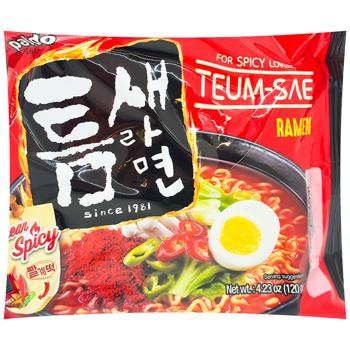 paldo
FOR SPICY LOVERS
TEUM-SAE
RAMEN
틈새
라면
since 1981
Spicy
빨계떡
Serving suggestion
Net wt.: 4.23 oz (120g)